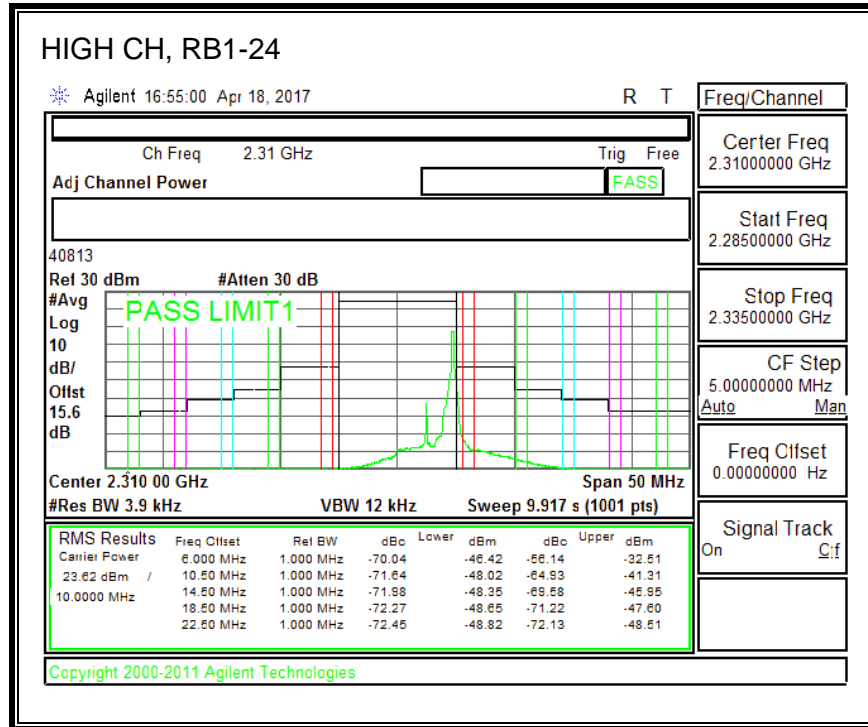 HIGH CH, RB1-24
Agilent 16:55:00 Apr 18, 2017 R T
Freq/Channel
Ch Freq 2.31 GHz Trig Free
Adj Channel Power PASS
Center Freq
2.31000000 GHz
Start Freq
2.28500000 GHz
Stop Freq
2.33500000 GHz
CF Step
5.00000000 MHz
Auto Man
Freq Offset
0.00000000 Hz
Signal Track
On Off
40813
Ref 30 dBm #Atten 30 dB
#Avg
Log
10
dB/
Offst
15.6
dB
PASS LIMIT1
Center 2.310 00 GHz Span 50 MHz
#Res BW 3.9 kHz VBW 12 kHz Sweep 9.917 s (1001 pts)
RMS Results Freq Offset Ref BW dBc Lower dBm dBc Upper dBm
Carrier Power 6.000 MHz 1.000 MHz -70.04 -46.42 -56.14 -32.51
23.62 dBm / 10.50 MHz 1.000 MHz -71.64 -48.02 -64.93 -41.31
10.0000 MHz 14.50 MHz 1.000 MHz -71.98 -48.35 -69.58 -45.95
18.50 MHz 1.000 MHz -72.27 -48.65 -71.22 -47.60
22.50 MHz 1.000 MHz -72.45 -48.82 -72.13 -48.51
Copyright 2000-2011 Agilent Technologies